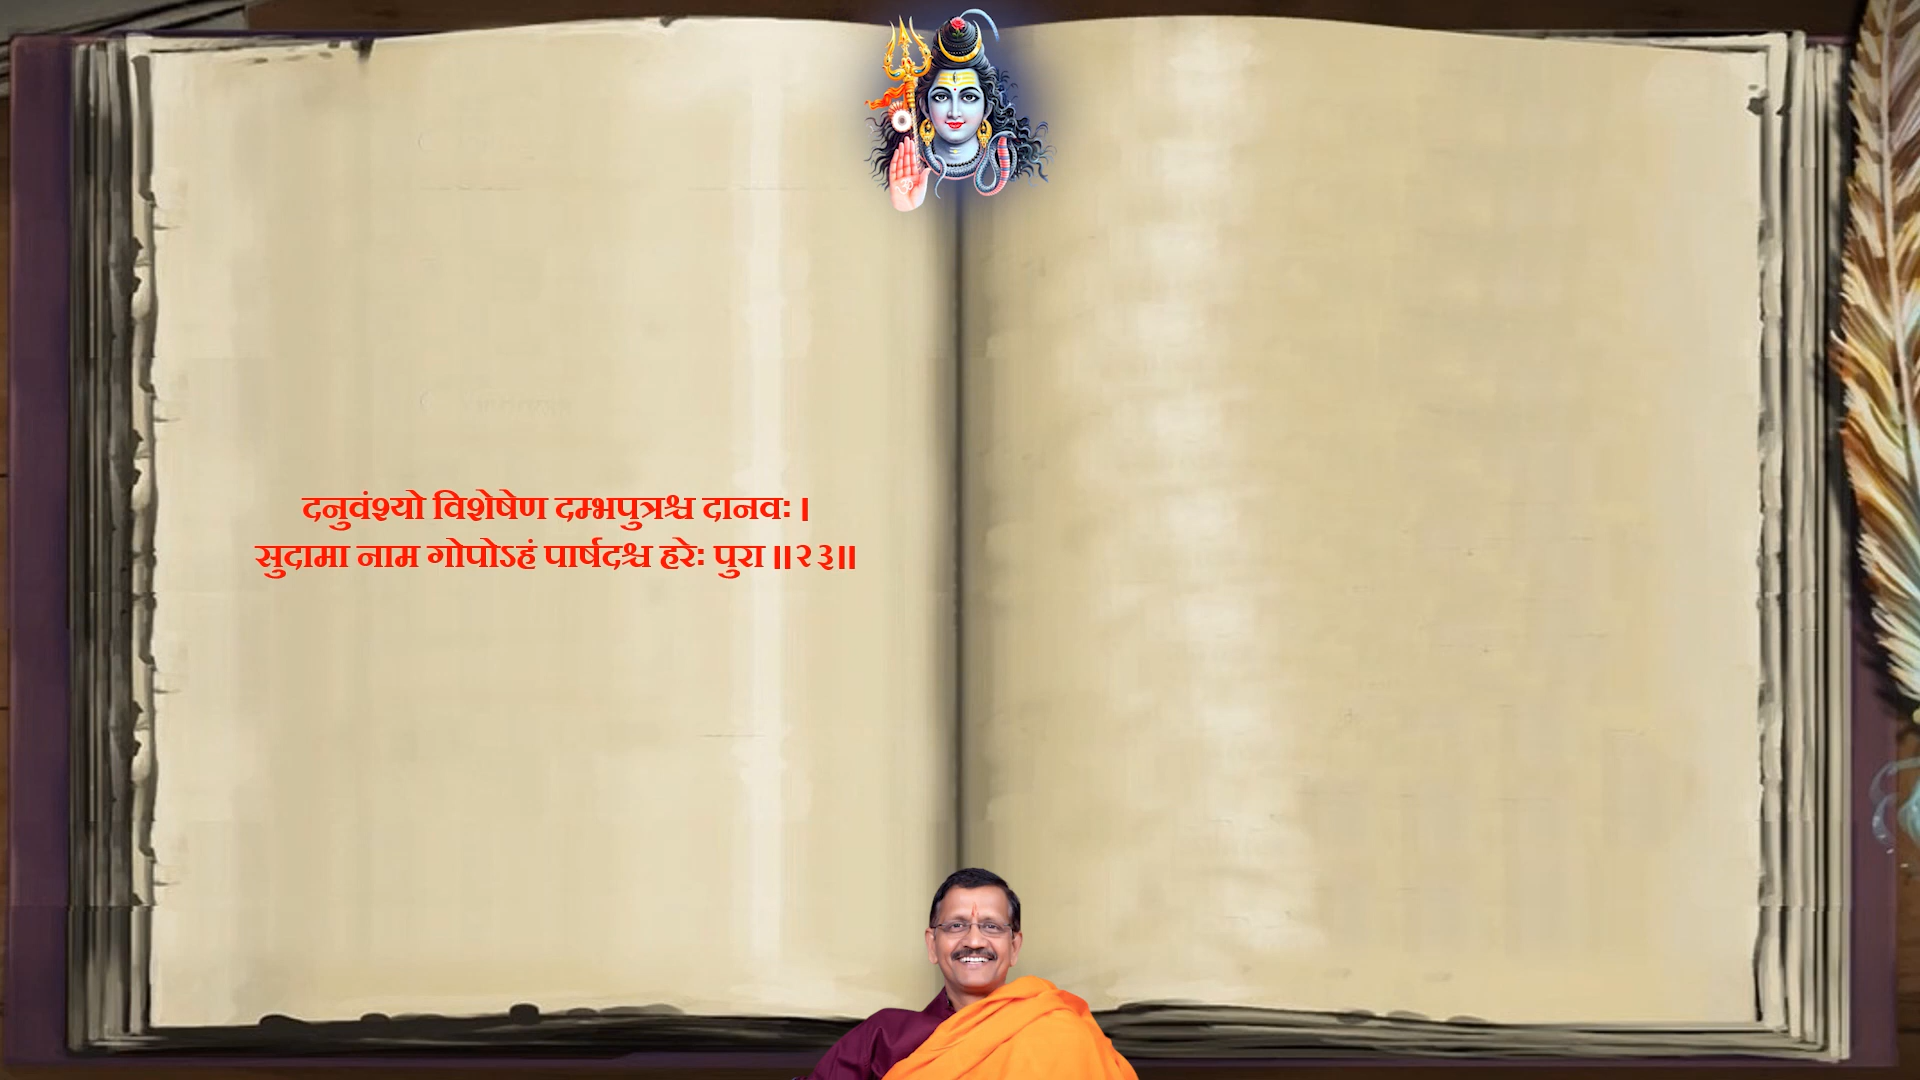 दनुवंश्यो विशेषेण दम्भपुत्रश्च दानवः ।
सुदामा नाम गोपोऽहं पार्षदश्च हरेः पुरा ॥२३॥